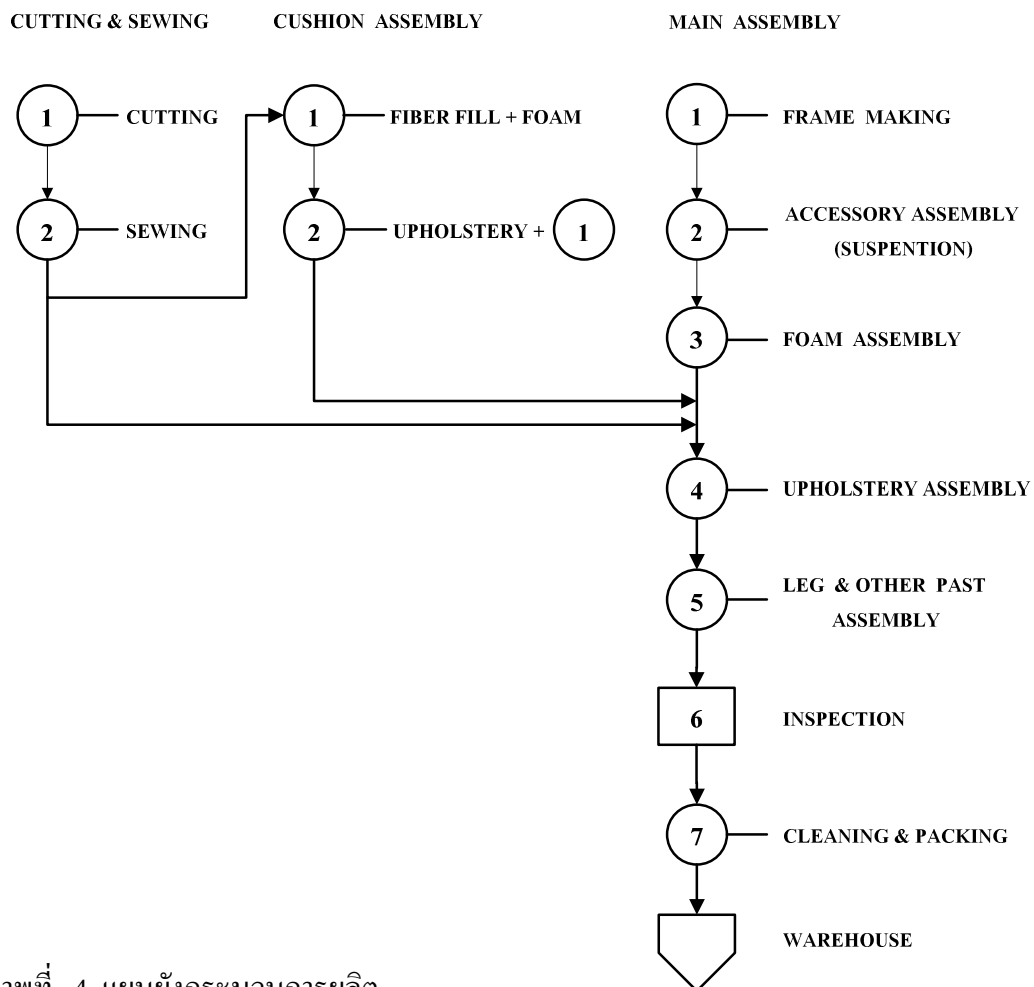 CUTTING & SEWING
CUSHION ASSEMBLY
MAIN ASSEMBLY
1 CUTTING
1 FIBER FILL + FOAM
1 FRAME MAKING
2 SEWING
2 UPHOLSTERY + 1
2 ACCESSORY ASSEMBLY
(SUSPENTION)
3 FOAM ASSEMBLY
4 UPHOLSTERY ASSEMBLY
5 LEG & OTHER PAST
ASSEMBLY
6 INSPECTION
7 CLEANING & PACKING
WAREHOUSE
4